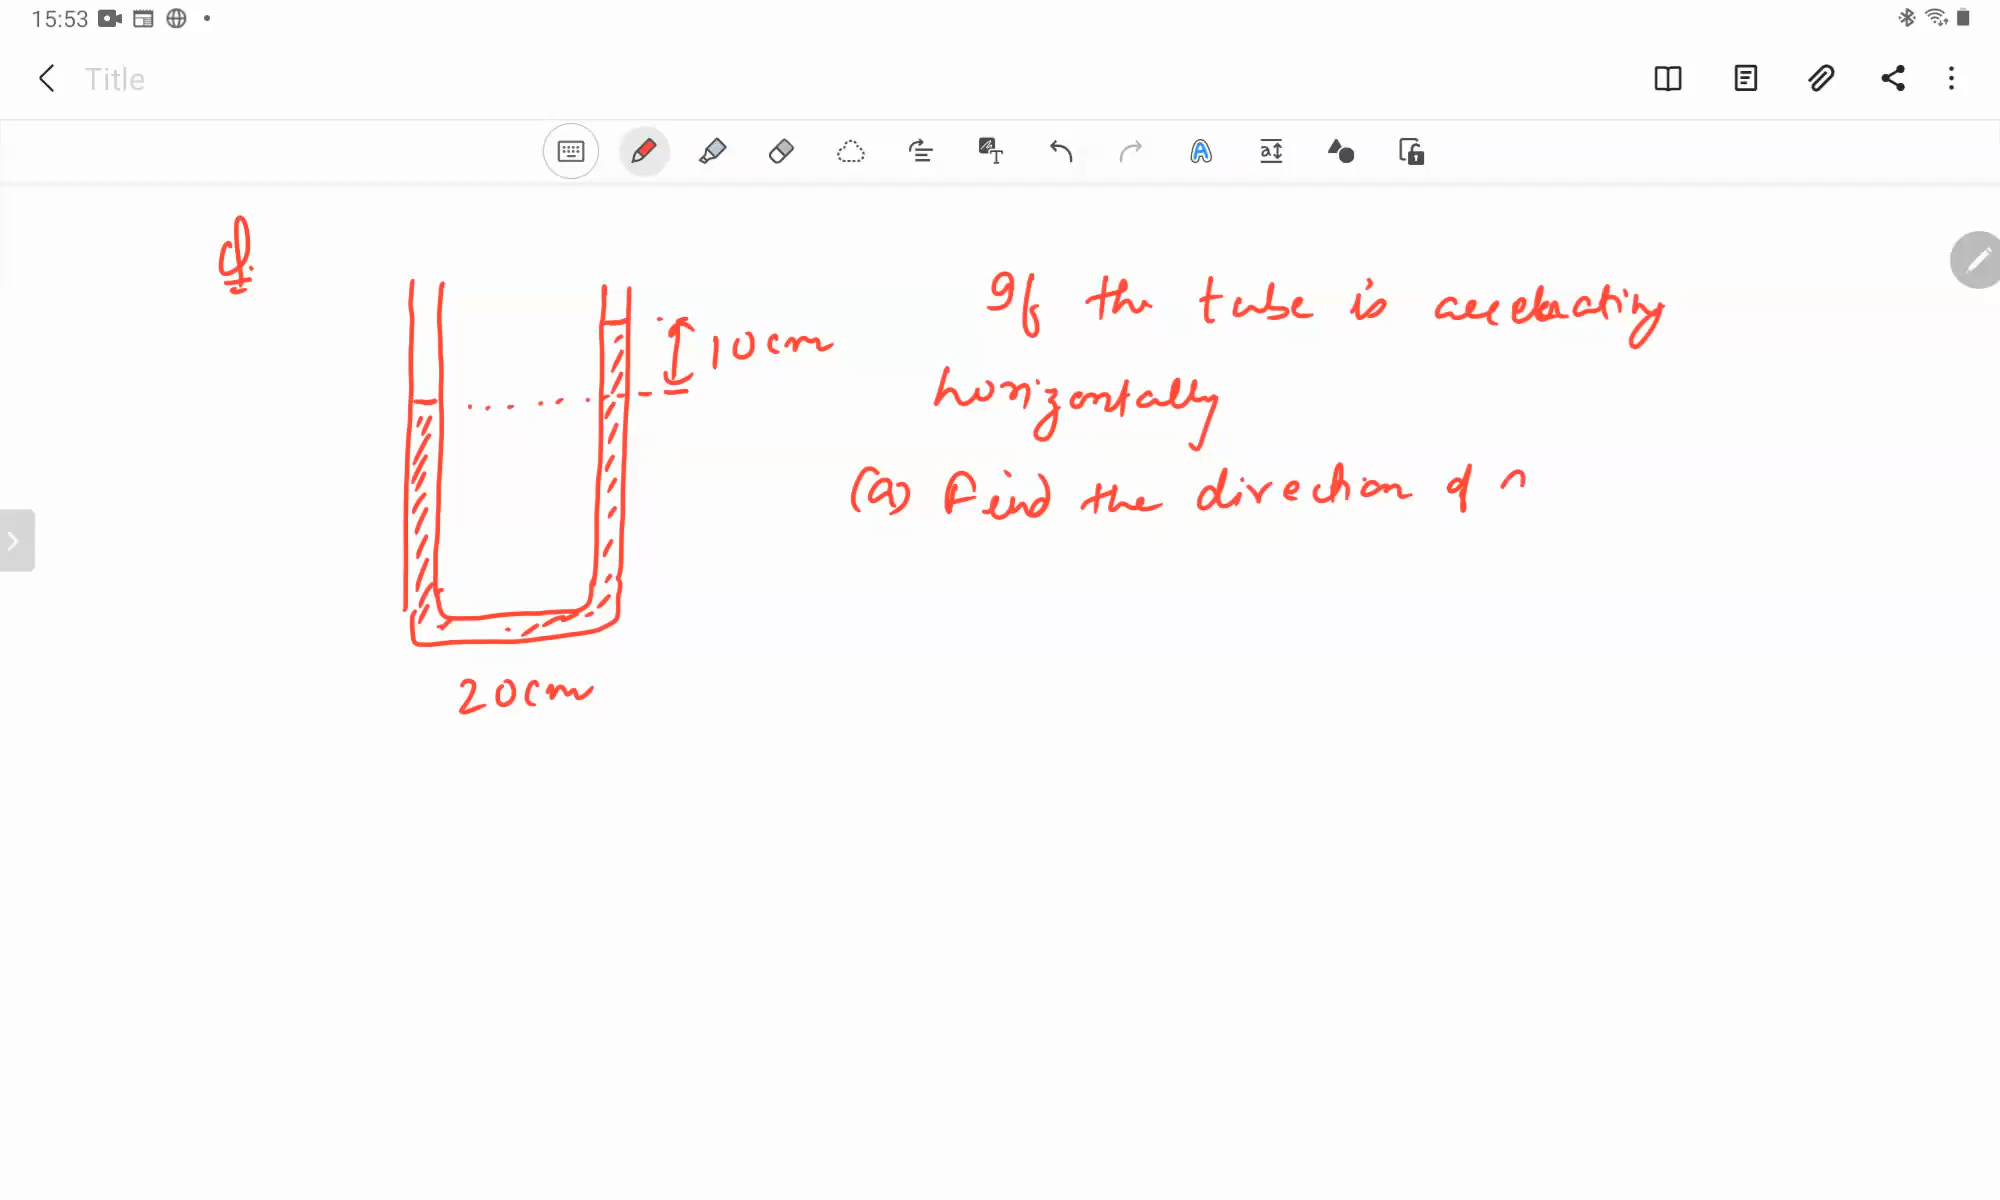 15:53
Title
Q.
If the tube is accelerating
10cm
horizontally
(a) Find the direction of
20cm